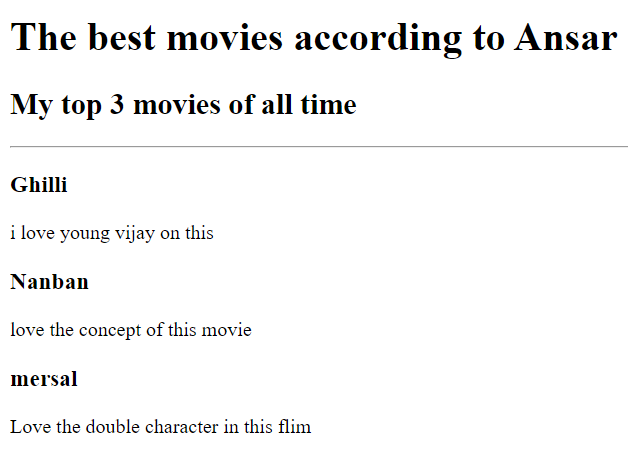 The best movies according to Ansar
My top 3 movies of all time
Ghilli
i love young vijay on this
Nanban
love the concept of this movie
mersal
Love the double character in this flim